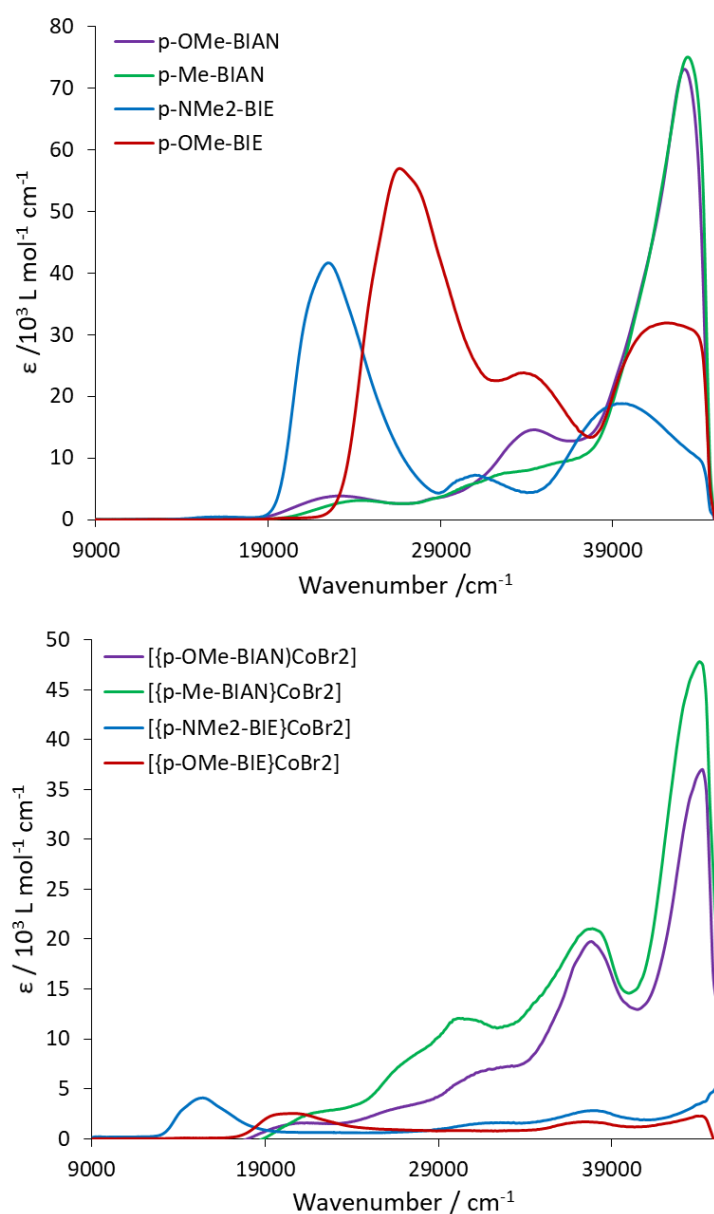 80
70
60
50
40
30
20
10
0
ε /10³ L mol⁻¹ cm⁻¹
p-OMe-BIAN
p-Me-BIAN
p-NMe2-BIE
p-OMe-BIE
9000 19000 29000 39000
Wavenumber /cm⁻¹
50
45
40
35
30
25
20
15
10
5
0
ε / 10³ L mol⁻¹ cm⁻¹
[{p-OMe-BIAN)CoBr2]
[{p-Me-BIAN}CoBr2]
[{p-NMe2-BIE}CoBr2]
[{p-OMe-BIE}CoBr2]
9000 19000 29000 39000
Wavenumber / cm⁻¹